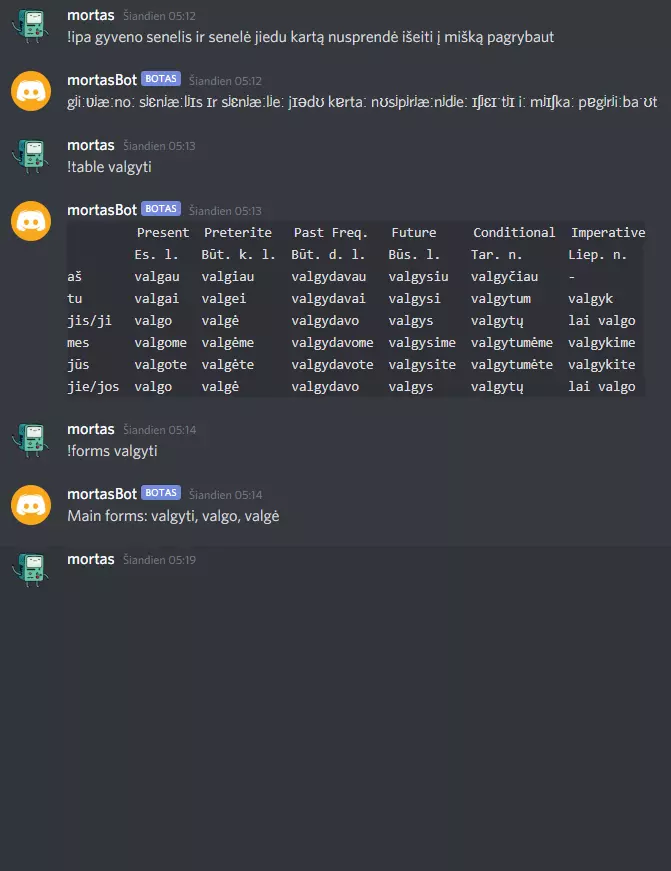 mortas Šiandien 05:12
!ipa gyveno senelis ir senelė jiedu kartą nusprendė išeiti į mišką pagrybaut
mortasBot BOTAS Šiandien 05:12
gʲiːʋʲæːnoː sʲɛnʲæːlʲɪs ɪr sʲɛnʲæːlʲeː jɪədʊ kɐrtaː nʊsʲpʲrʲæːnʲdʲeː ɪʃʲɛɪˑtʲɪ iː mʲɪʃkaː pɐgʲrʲiːbaˑʊt
mortas Šiandien 05:13
!table valgyti
mortasBot BOTAS Šiandien 05:13
Present Preterite Past Freq. Future Conditional Imperative
Es. l. Būt. k. l. Būt. d. l. Būs. l. Tar. n. Liep. n.
aš valgau valgiau valgydavau valgysiu valgyčiau -
tu valgai valgei valgydavai valgysi valgytum valgyk
jis/ji valgo valgė valgydavo valgys valgytų lai valgo
mes valgome valgėme valgydavome valgysime valgytumėme valgykime
jūs valgote valgėte valgydavote valgysite valgytumėte valgykite
jie/jos valgo valgė valgydavo valgys valgytų lai valgo
mortas Šiandien 05:14
!forms valgyti
mortasBot BOTAS Šiandien 05:14
Main forms: valgyti, valgo, valgė
mortas Šiandien 05:19